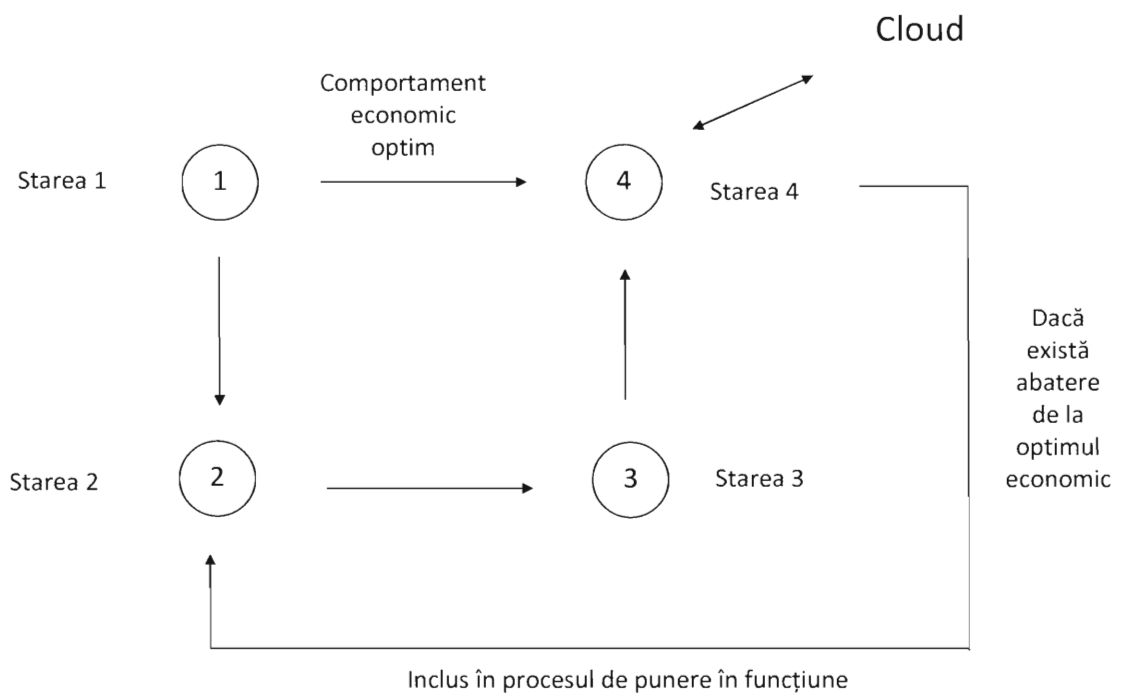 Cloud
Comportament
economic
optim
Starea 1
1
4
Starea 4
Dacă
există
abatere
de la
optimul
economic
Starea 2
2
3
Starea 3
Inclus în procesul de punere în funcțiune